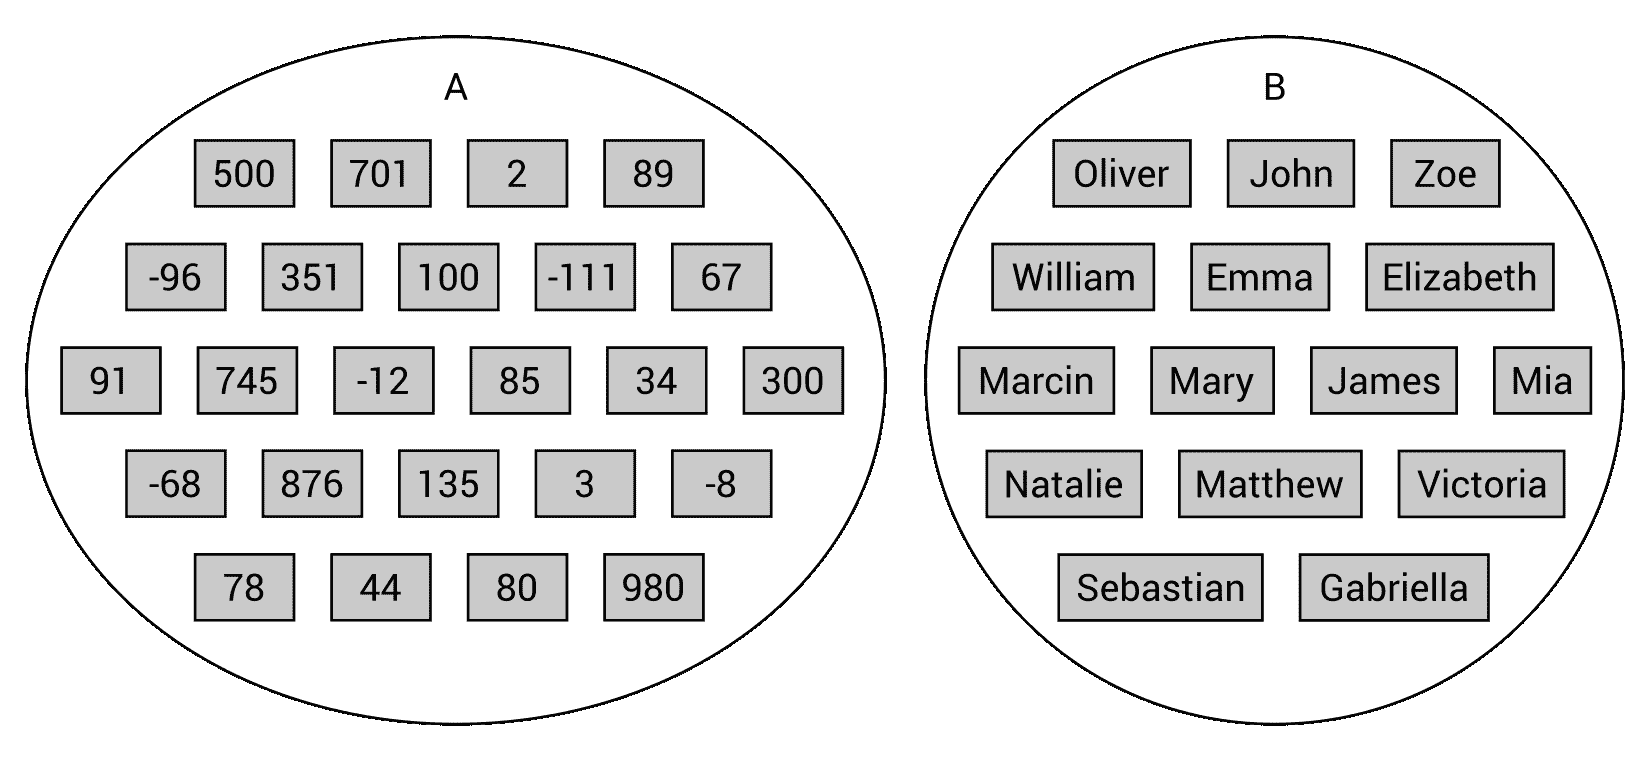 A
500 701 2 89
-96 351 100 -111 67
91 745 -12 85 34 300
-68 876 135 3 -8
78 44 80 980
B
Oliver John Zoe
William Emma Elizabeth
Marcin Mary James Mia
Natalie Matthew Victoria
Sebastian Gabriella